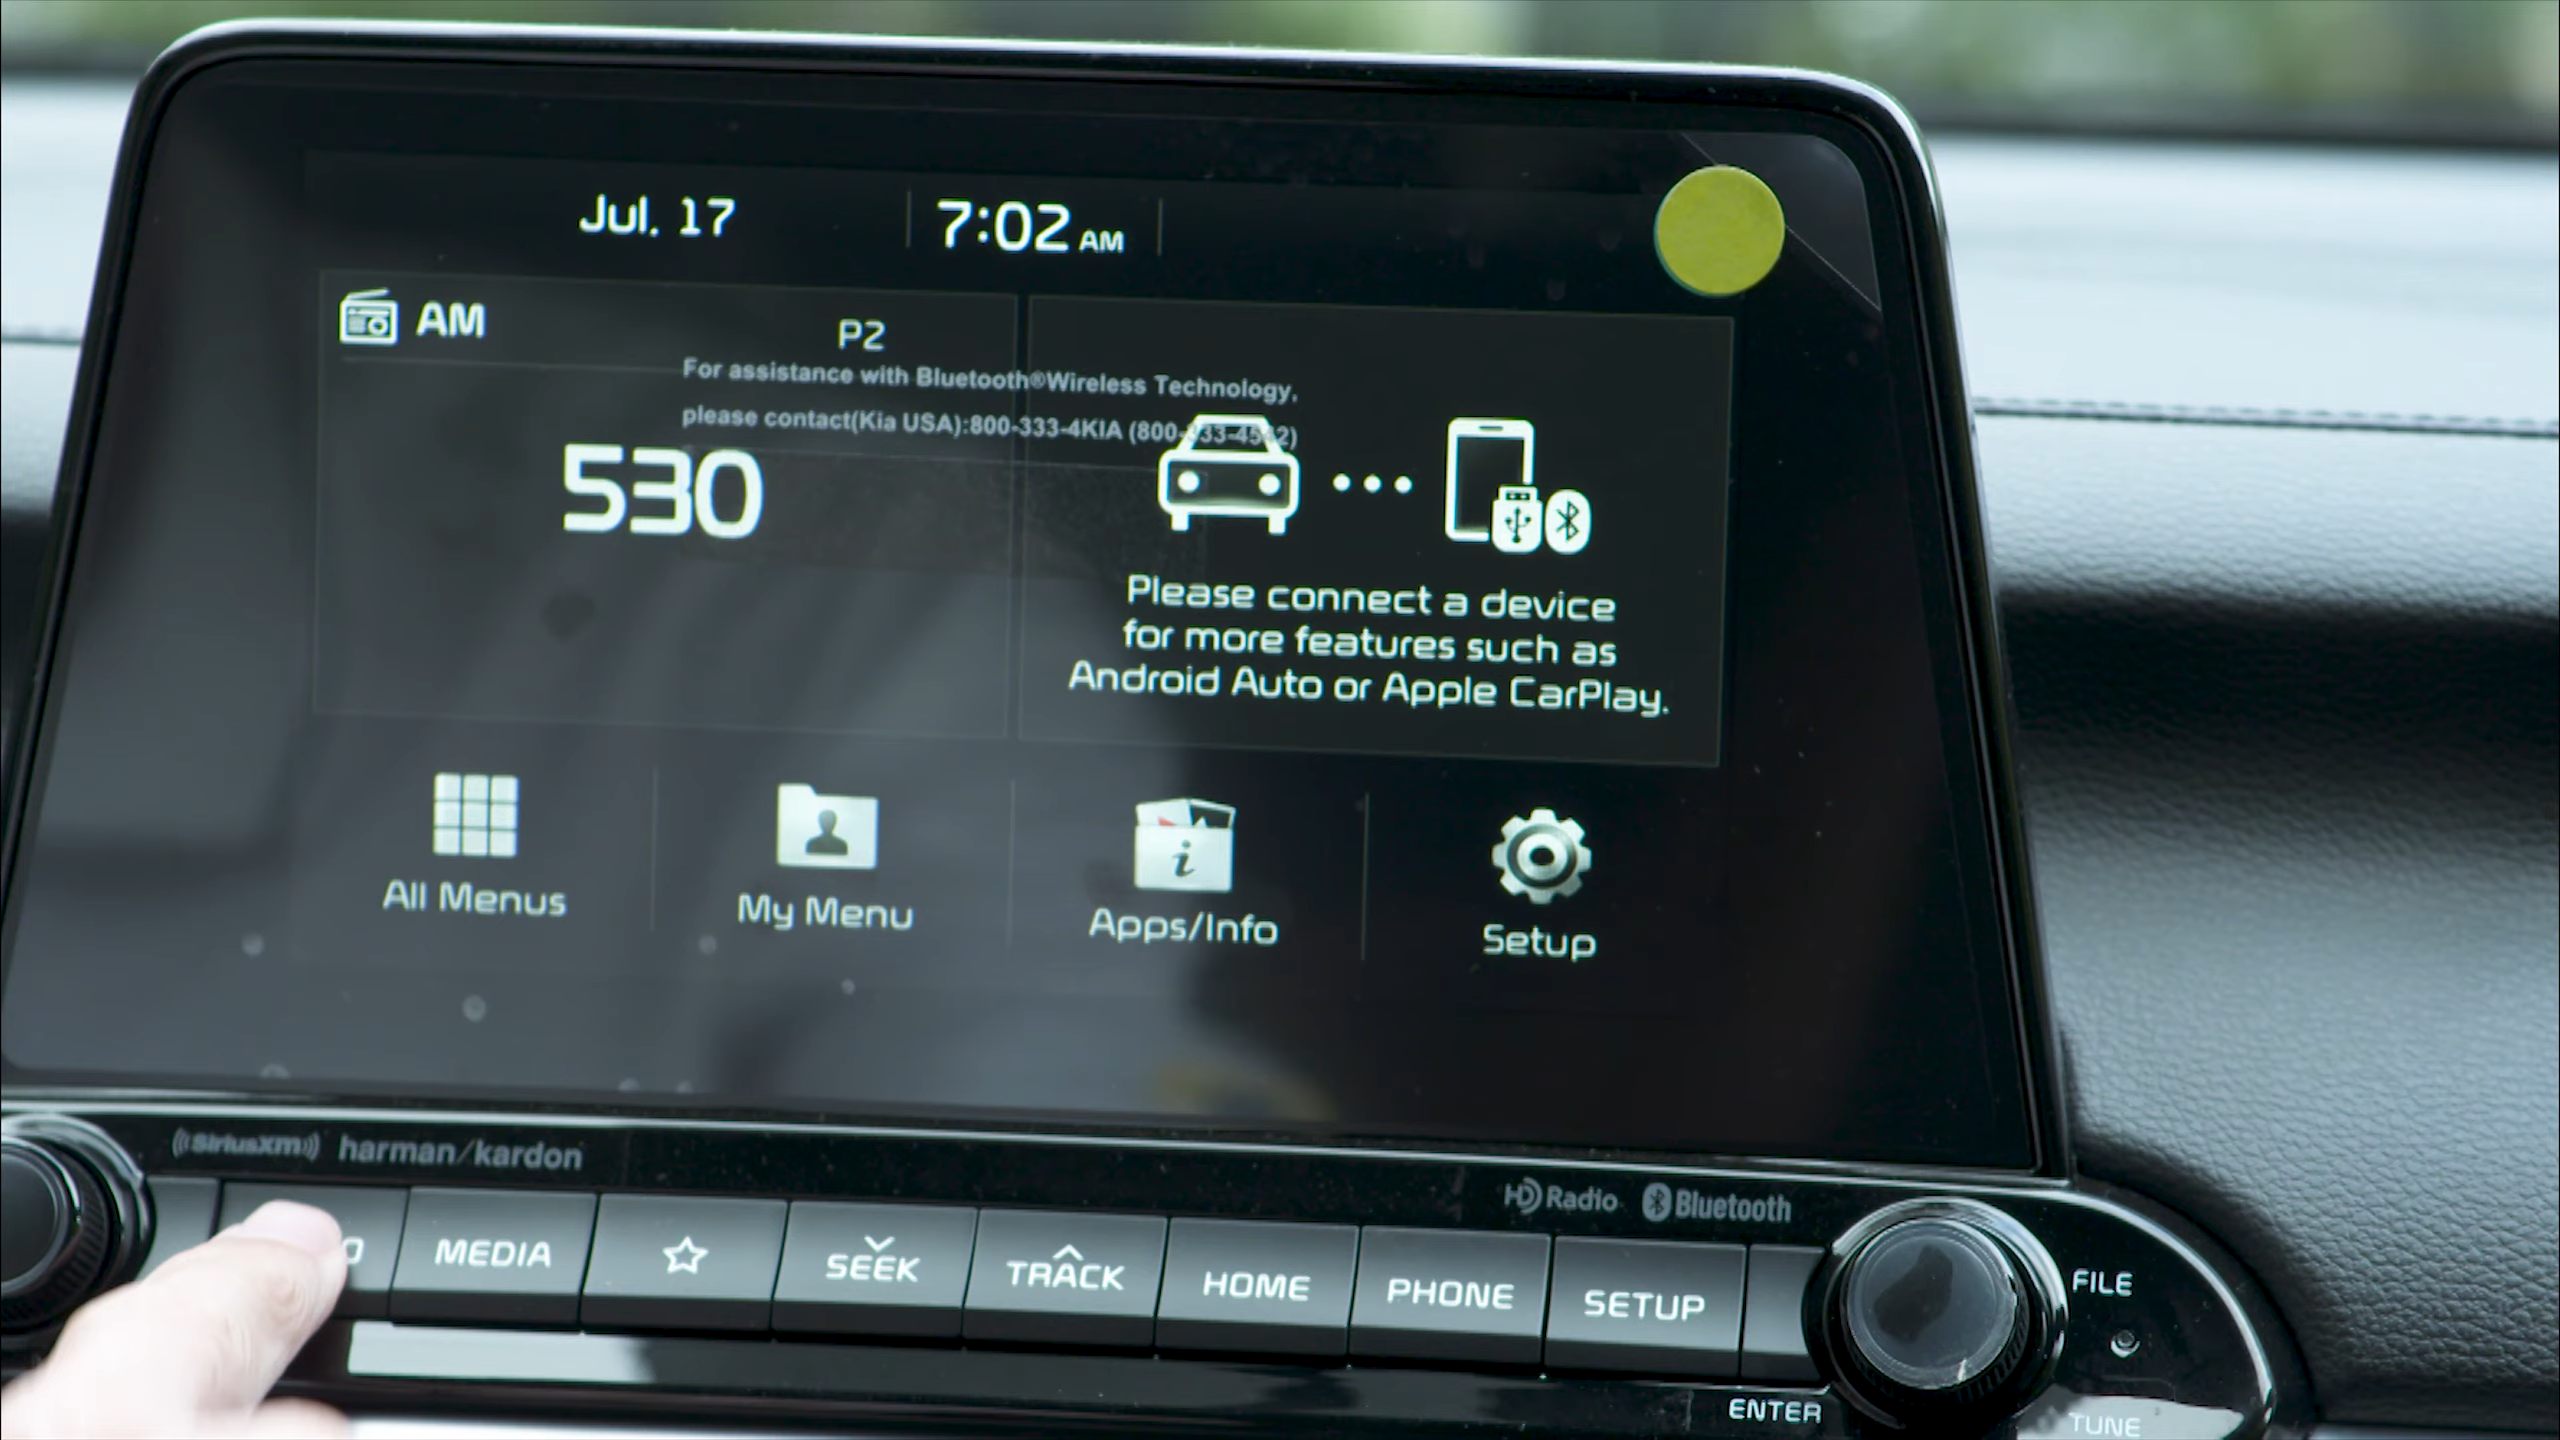 Jul. 17
7:02 AM
AM
P2
For assistance with Bluetooth®Wireless Technology,
please contact(Kia USA):800-333-4KIA (800-333-4542)
530
Please connect a device
for more features such as
Android Auto or Apple CarPlay.
All Menus
My Menu
Apps/Info
Setup
((SiriusXM))
harman/kardon
HD Radio
Bluetooth
MEDIA
SEEK
TRACK
HOME
PHONE
SETUP
FILE
ENTER
TUNE